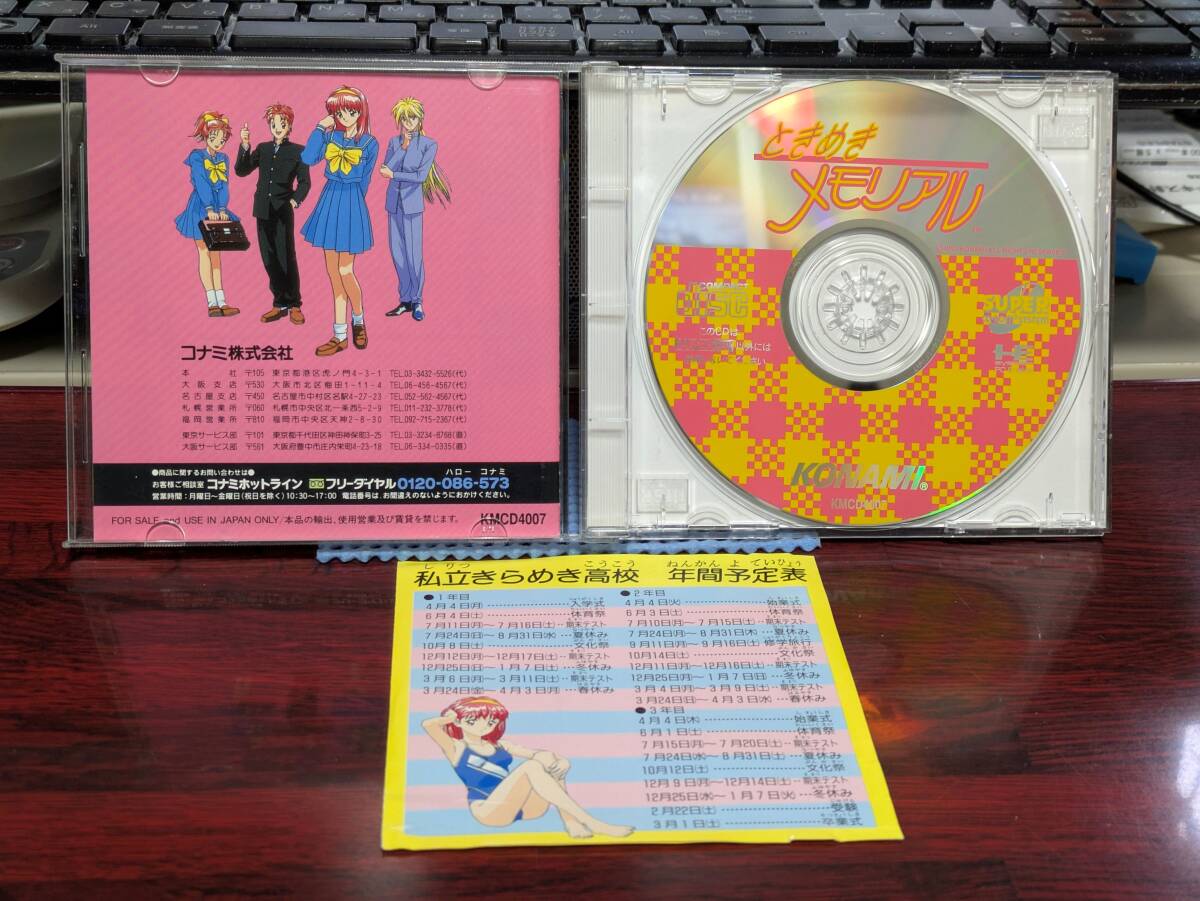 コナミ株式会社
本 社 〒105 東京都港区虎ノ門4-3-1 TEL.03-3432-5526(代)
大阪支店 〒530 大阪市北区梅田1-11-4 TEL.06-456-4567(代)
名古屋支店 〒450 名古屋市中村区名駅4-27-23 TEL.052-562-4567(代)
札幌営業所 〒060 札幌市中央区北一条西5-2-9 TEL.011-232-3778(代)
福岡営業所 〒810 福岡市中央区天神2-8-30 TEL.092-715-2367(代)
東京サービス部 〒101 東京都千代田区神田神保町3-25 TEL.03-3234-8768(直)
大阪サービス部 〒561 大阪府豊中市庄内栄町4-23-18 TEL.06-334-0335(直)
●商品に関するお問い合わせは●
ハロー コナミ
お客様ご相談室 コナミホットライン フリーダイヤル0120-086-573
営業時間:月曜日~金曜日(祝日を除く)10:30~17:00 電話番号は、お間違えのないようにおかけください。
FOR SALE and USE IN JAPAN ONLY/本品の輸出、使用営業及び賃貸を禁じます。
KMCD4007
ときめき
メモリアル
COMPACT
disc
このCDは
以外には
SUPER
KONAMI®
KMCD4007
しりつ こうこう ねんかんよていひょう
私立きらめき高校 年間予定表
●1年目
4月4日(月)入学式
6月4日(土)体育祭
7月11日(月)~7月16日(土)期末テスト
7月24日(日)~8月31日(水)夏休み
10月8日(土)文化祭
12月12日(月)~12月17日(土)期末テスト
12月25日(日)~1月7日(土)冬休み
3月6日(月)~3月11日(土)期末テスト
3月24日(金)~4月3日(月)春休み
●2年目
4月4日(火)始業式
6月3日(土)体育祭
7月10日(月)~7月15日(土)期末テスト
7月24日(月)~8月31日(木)夏休み
9月11日(月)~9月16日(土)修学旅行
10月14日(土)文化祭
12月11日(月)~12月16日(土)期末テスト
12月25日(月)~1月7日(日)冬休み
3月4日(月)~3月9日(土)期末テスト
3月24日(日)~4月3日(水)春休み
●3年目
4月4日(木)始業式
6月1日(土)体育祭
7月15日(月)~7月20日(土)期末テスト
7月24日(水)~8月31日(土)夏休み
10月12日(土)文化祭
12月9日(月)~12月14日(土)期末テスト
12月25日(水)~1月7日(火)冬休み
2月22日(土)受験
3月1日(土)卒業式